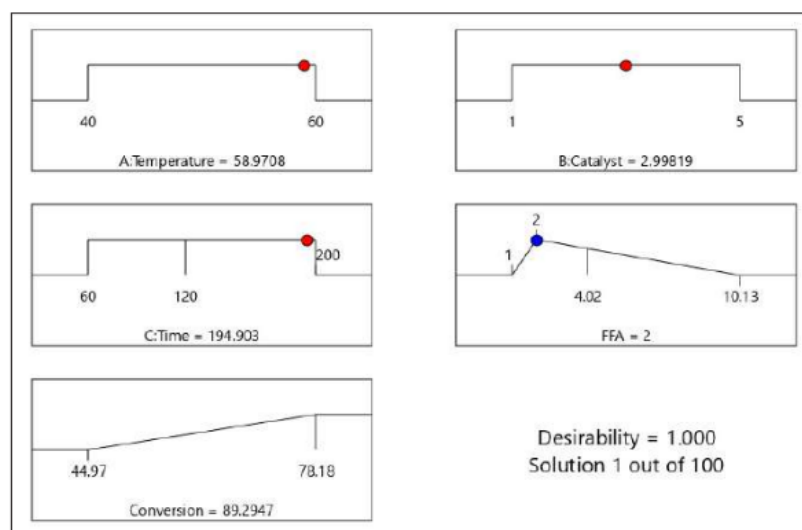 40 60
A:Temperature = 58.9708
1 5
B:Catalyst = 2.99819
200
60 120
C:Time = 194.903
2
1
4.02 10.13
FFA = 2
44.97 78.18
Conversion = 89.2947
Desirability = 1.000
Solution 1 out of 100